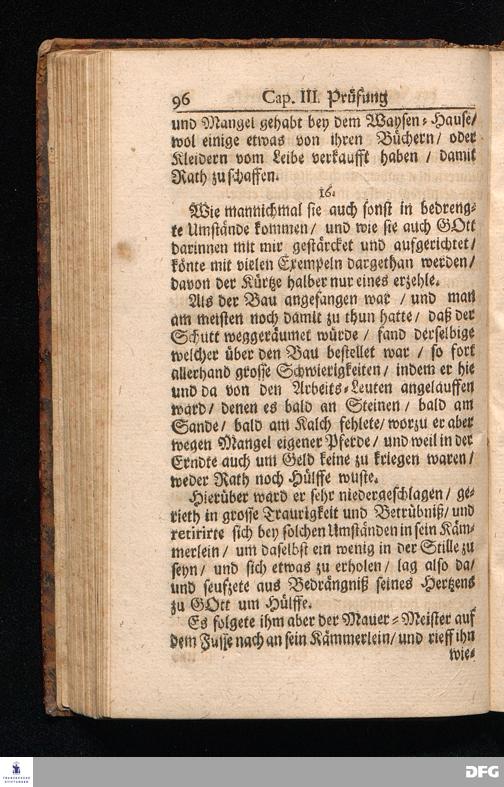 96 Cap. III. Prüfung
und Mangel gehabt bey dem Waysen-Hause/
wol einige etwas von ihren Büchern/ oder
Kleidern vom Leibe verkaufft haben / damit
Rath zu schaffen.
16.
Wie mannichmal sie auch sonst in bedreng-
te Umstände kommen/ und wie sie auch GOtt
darinnen mit mir gestärcket und aufgerichtet/
könte mit vielen Exempeln dargethan werden/
davon der Kürtze halber nur eines erzehle.
Als der Bau angefangen war / und man
am meisten noch damit zu thun hatte/ daß der
Schutt weggeräumet würde/ fand derselbige
welcher über den Bau bestellet war / so fort
allerhand grosse Schwierigkeiten/ indem er hie
und da von den Arbeits-Leuten angelauffen
ward/ denen es bald an Steinen/ bald am
Sande/ bald am Kalch fehlete/ worzu er aber
wegen Mangel eigener Pferde/ und weil in der
Erndte auch um Geld keine zu kriegen waren/
weder Rath noch Hülffe wuste.
Hierüber ward er sehr niedergeschlagen/ ge-
rieth in grosse Traurigkeit und Betrübniß/ und
retirirte sich bey solchen Umständen in sein Käm-
merlein/ um daselbst ein wenig in der Stille zu
seyn/ und sich etwas zu erholen/ lag also da/
und seufzete aus Bedrängniß seines Hertzens
zu GOtt um Hülffe.
Es folgete ihm aber der Mauer-Meister auf
dem Fusse nach an sein Kämmerlein/ und rieff ihn
wie-
FRANCKESCHE
STIFTUNGEN
DFG